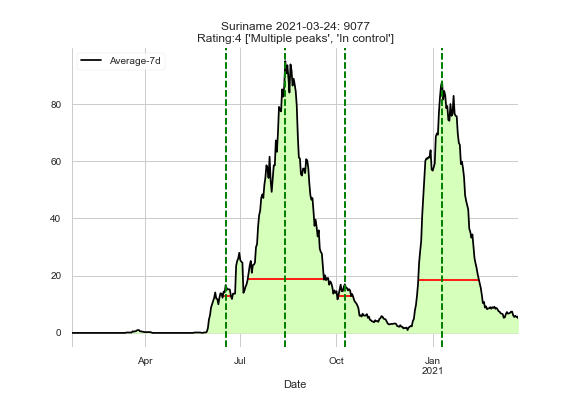 Suriname 2021-03-24: 9077
Rating:4 ['Multiple peaks', 'In control']
Average-7d
80
60
40
20
0
Apr
Jul
Oct
Jan
2021
Date